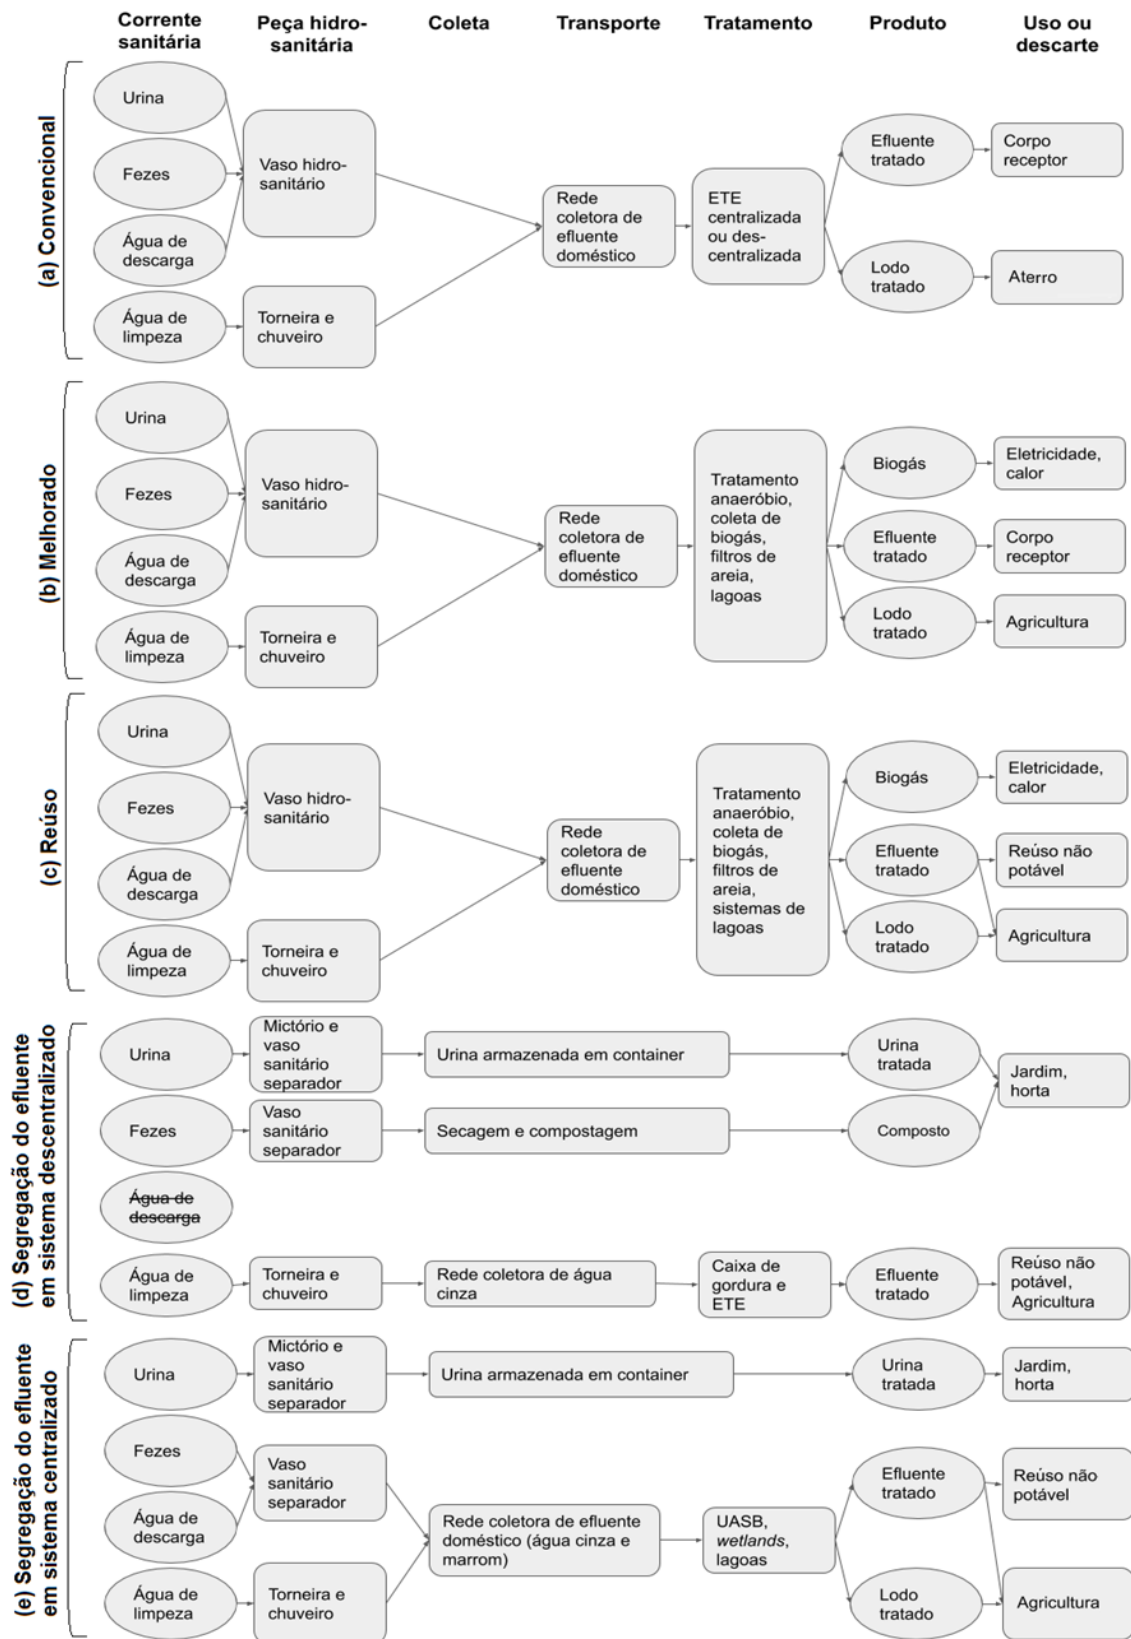 Corrente
sanitária
Peça hidro-
sanitária
Coleta
Transporte
Tratamento
Produto
Uso ou
descarte
(a) Convencional
Urina
Fezes
Água de
descarga
Água de
limpeza
Vaso hidro-
sanitário
Torneira e
chuveiro
Rede
coletora de
efluente
doméstico
ETE
centralizada
ou des-
centralizada
Efluente
tratado
Lodo
tratado
Corpo
receptor
Aterro
(b) Melhorado
Urina
Fezes
Água de
descarga
Água de
limpeza
Vaso hidro-
sanitário
Torneira e
chuveiro
Rede
coletora de
efluente
doméstico
Tratamento
anaeróbio,
coleta de
biogás,
filtros de
areia,
lagoas
Biogás
Efluente
tratado
Lodo
tratado
Eletricidade,
calor
Corpo
receptor
Agricultura
(c) Reúso
Urina
Fezes
Água de
descarga
Água de
limpeza
Vaso hidro-
sanitário
Torneira e
chuveiro
Rede
coletora de
efluente
doméstico
Tratamento
anaeróbio,
coleta de
biogás,
filtros de
areia,
sistemas de
lagoas
Biogás
Efluente
tratado
Lodo
tratado
Eletricidade,
calor
Reúso não
potável
Agricultura
(d) Segregação do efluente
em sistema descentralizado
Urina
Mictório e
vaso
sanitário
separador
Urina armazenada em container
Urina
tratada
Jardim,
horta
Fezes
Vaso
sanitário
separador
Secagem e compostagem
Composto
Água de
descarga
Água de
limpeza
Torneira e
chuveiro
Rede coletora de água
cinza
Caixa de
gordura e
ETE
Efluente
tratado
Reúso não
potável,
Agricultura
(e) Segregação do efluente
em sistema centralizado
Urina
Mictório e
vaso
sanitário
separador
Urina armazenada em container
Urina
tratada
Jardim,
horta
Fezes
Água de
descarga
Água de
limpeza
Vaso
sanitário
separador
Torneira e
chuveiro
Rede coletora de efluente
doméstico (água cinza e
marrom)
UASB,
wetlands,
lagoas
Efluente
tratado
Lodo
tratado
Reúso não
potável
Agricultura